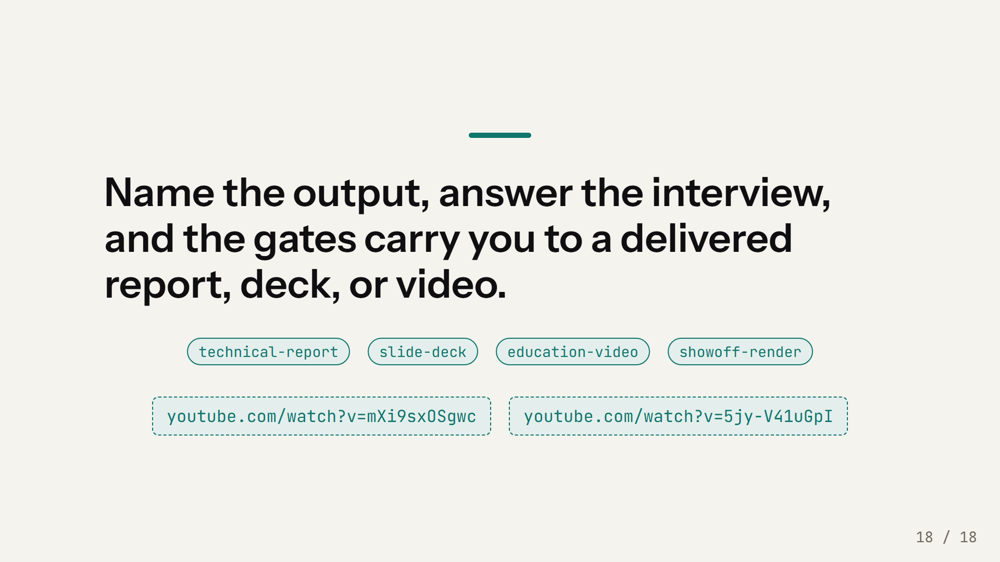 Name the output, answer the interview,
and the gates carry you to a delivered
report, deck, or video.
technical-report slide-deck education-video showoff-render
youtube.com/watch?v=mXi9sxOSgwc youtube.com/watch?v=5jy-V41uGpI
18 / 18